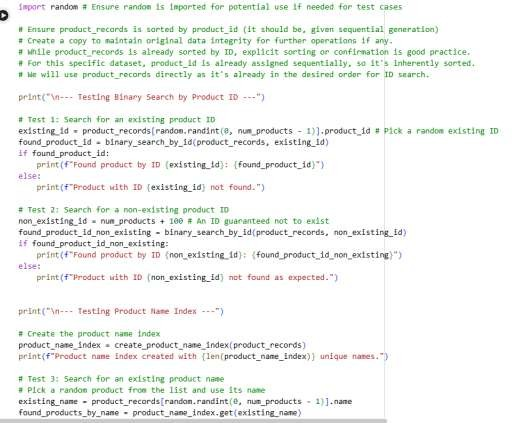 import random # Ensure random is imported for potential use if needed for test cases
# Ensure product_records is sorted by product_id (it should be, given sequential generation)
# Create a copy to maintain original data integrity for further operations if any.
# While product_records is already sorted by ID, explicit sorting or confirmation is good practice.
# For this specific dataset, product_id is already assigned sequentially, so it's inherently sorted.
# We will use product_records directly as it's already in the desired order for ID search.
print("\n--- Testing Binary Search by Product ID ---")
# Test 1: Search for an existing product ID
existing_id = product_records[random.randint(0, num_products - 1)].product_id # Pick a random existing ID
found_product_id = binary_search_by_id(product_records, existing_id)
if found_product_id:
    print(f"Found product by ID {existing_id}: {found_product_id}")
else:
    print(f"Product with ID {existing_id} not found.")
# Test 2: Search for a non-existing product ID
non_existing_id = num_products + 100 # An ID guaranteed not to exist
found_product_id_non_existing = binary_search_by_id(product_records, non_existing_id)
if found_product_id_non_existing:
    print(f"Found product by ID {non_existing_id}: {found_product_id_non_existing}")
else:
    print(f"Product with ID {non_existing_id} not found as expected.")
print("\n--- Testing Product Name Index ---")
# Create the product name index
product_name_index = create_product_name_index(product_records)
print(f"Product name index created with {len(product_name_index)} unique names.")
# Test 3: Search for an existing product name
# Pick a random product from the list and use its name
existing_name = product_records[random.randint(0, num_products - 1)].name
found_products_by_name = product_name_index.get(existing_name)